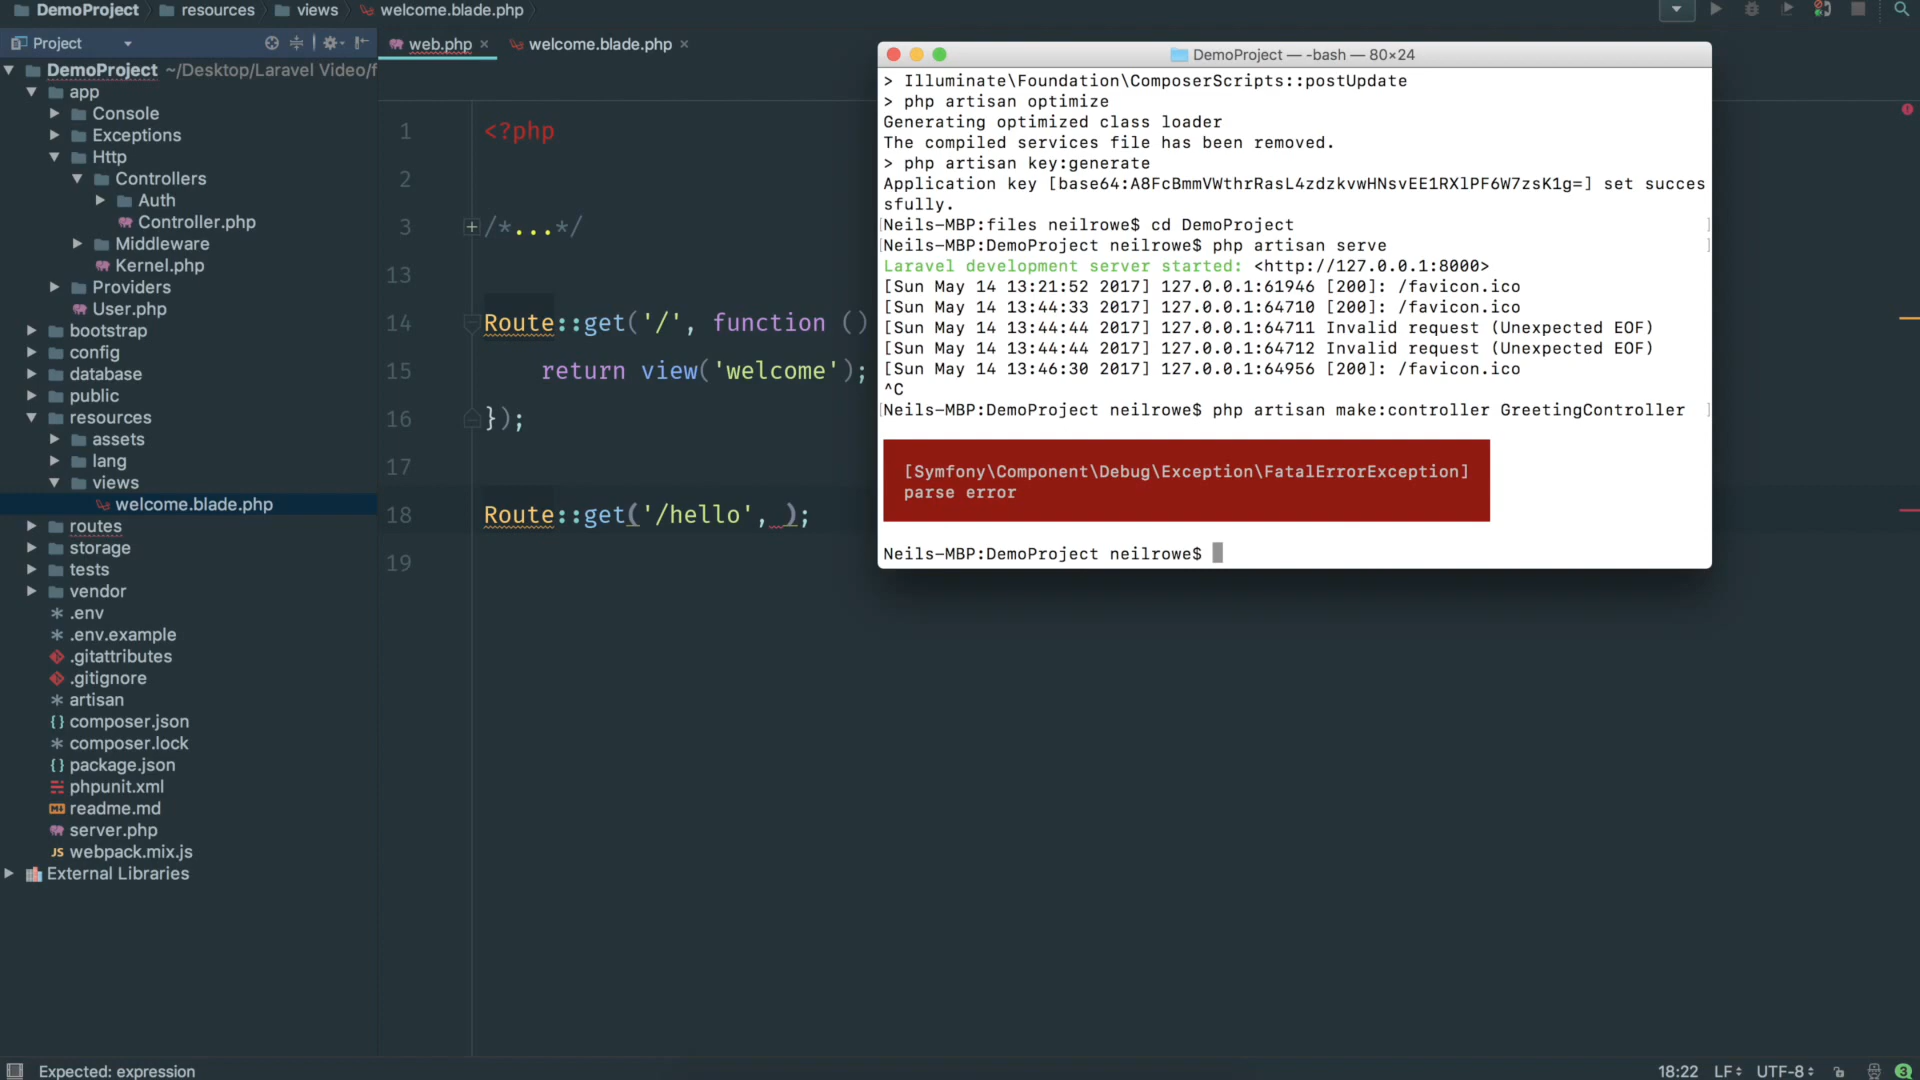 DemoProject resources views welcome.blade.php
Project
web.php welcome.blade.php
DemoProject ~/Desktop/Laravel Video/f
app
Console
Exceptions
Http
Controllers
Auth
Controller.php
Middleware
Kernel.php
Providers
User.php
bootstrap
config
database
public
resources
assets
lang
views
welcome.blade.php
routes
storage
tests
vendor
.env
.env.example
.gitattributes
.gitignore
artisan
composer.json
composer.lock
package.json
phpunit.xml
readme.md
server.php
JS webpack.mix.js
External Libraries
1 <?php
2
3 /*...*/
13
14 Route::get('/', function ()
15 return view('welcome');
16 });
17
18 Route::get('/hello', );
19
DemoProject — -bash — 80×24
> Illuminate\Foundation\ComposerScripts::postUpdate
> php artisan optimize
Generating optimized class loader
The compiled services file has been removed.
> php artisan key:generate
Application key [base64:A8FcBmmVWthrRasL4zdzkvwHNsvEE1RXlPF6W7zsK1g=] set succes
sfully.
[Neils-MBP:files neilrowe$ cd DemoProject ]
[Neils-MBP:DemoProject neilrowe$ php artisan serve ]
Laravel development server started: <http://127.0.0.1:8000>
[Sun May 14 13:21:52 2017] 127.0.0.1:61946 [200]: /favicon.ico
[Sun May 14 13:44:33 2017] 127.0.0.1:64710 [200]: /favicon.ico
[Sun May 14 13:44:44 2017] 127.0.0.1:64711 Invalid request (Unexpected EOF)
[Sun May 14 13:44:44 2017] 127.0.0.1:64712 Invalid request (Unexpected EOF)
[Sun May 14 13:46:30 2017] 127.0.0.1:64956 [200]: /favicon.ico
^C
[Neils-MBP:DemoProject neilrowe$ php artisan make:controller GreetingController ]
[Symfony\Component\Debug\Exception\FatalErrorException]
parse error
Neils-MBP:DemoProject neilrowe$
Expected: expression 18:22 LF UTF-8 3